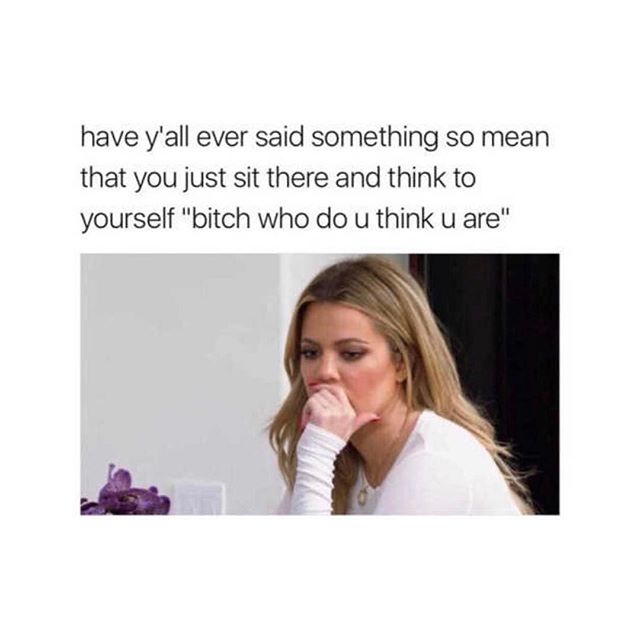 have y'all ever said something so mean
that you just sit there and think to
yourself "bitch who do u think u are"